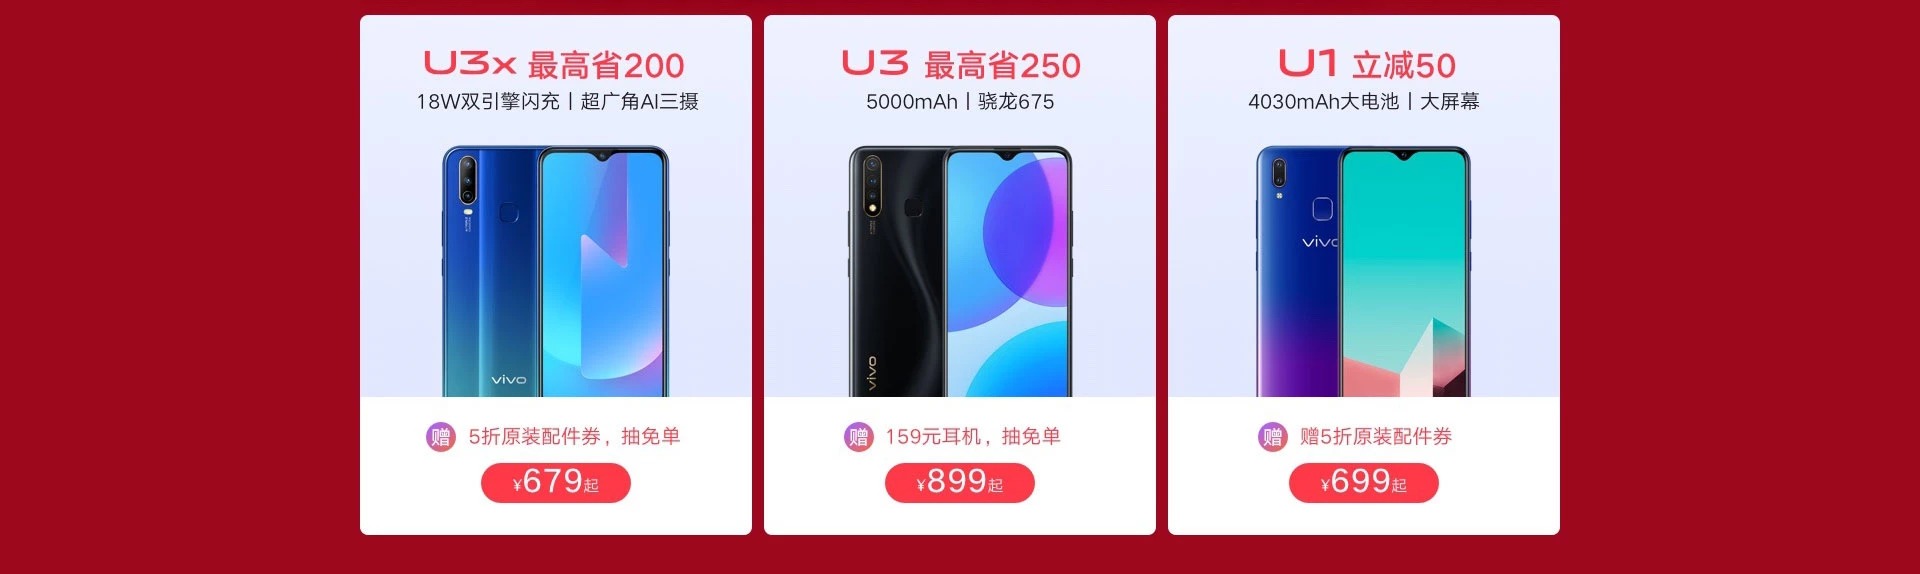 U3x 最高省200
18W双引擎闪充 | 超广角AI三摄
vivo
赠 5折原装配件券，抽免单
¥679起
U3 最高省250
5000mAh | 骁龙675
vivo
赠 159元耳机，抽免单
¥899起
U1 立减50
4030mAh大电池 | 大屏幕
vivo
赠 赠5折原装配件券
¥699起